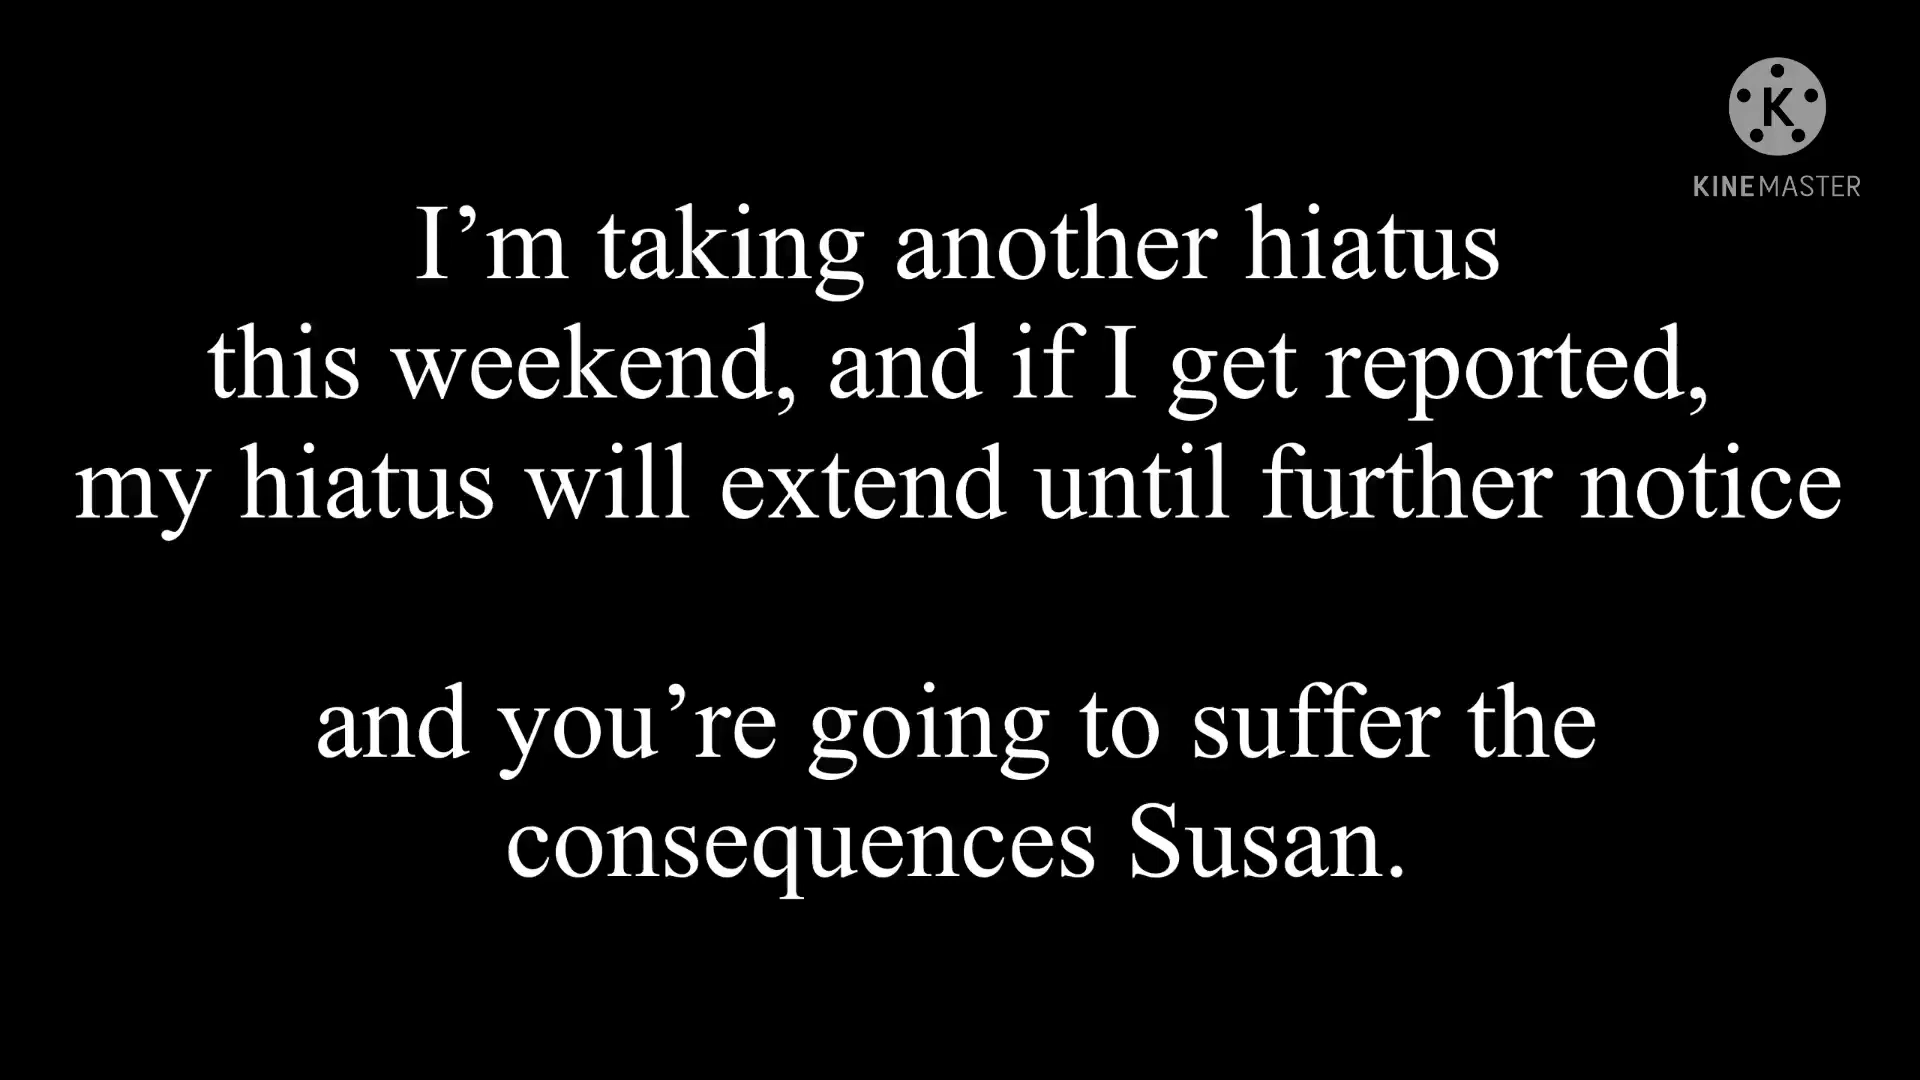 K
KINEMASTER
I’m taking another hiatus
this weekend, and if I get reported,
my hiatus will extend until further notice
and you’re going to suffer the
consequences Susan.